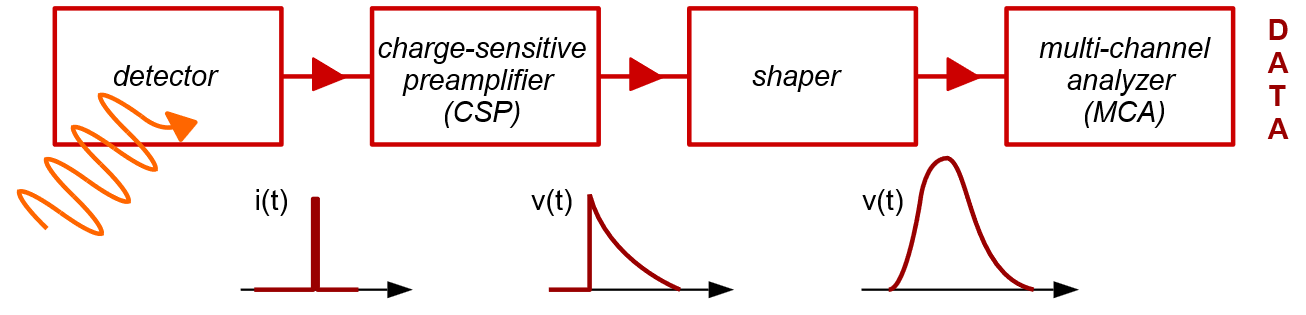 detector
charge-sensitive
preamplifier
(CSP)
shaper
multi-channel
analyzer
(MCA)
D
A
T
A
i(t)
v(t)
v(t)